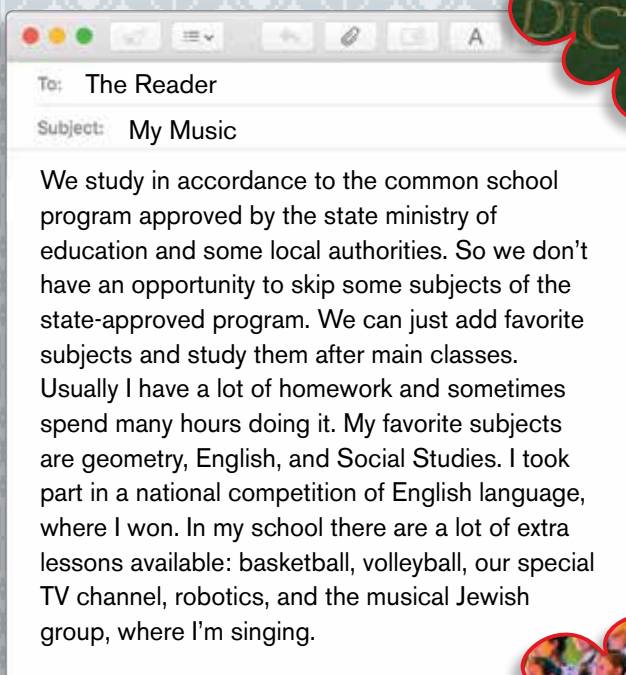 DICT
To: The Reader
Subject: My Music
A
We study in accordance to the common school
program approved by the state ministry of
education and some local authorities. So we don't
have an opportunity to skip some subjects of the
state-approved program. We can just add favorite
subjects and study them after main classes.
Usually I have a lot of homework and sometimes
spend many hours doing it. My favorite subjects
are geometry, English, and Social Studies. I took
part in a national competition of English language,
where I won. In my school there are a lot of extra
lessons available: basketball, volleyball, our special
TV channel, robotics, and the musical Jewish
group, where I'm singing.